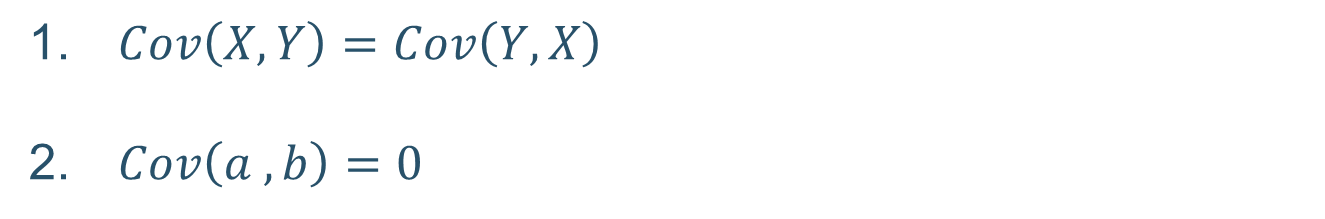 1. Cov(X,Y) = Cov(Y,X)
2. Cov(a ,b) = 0